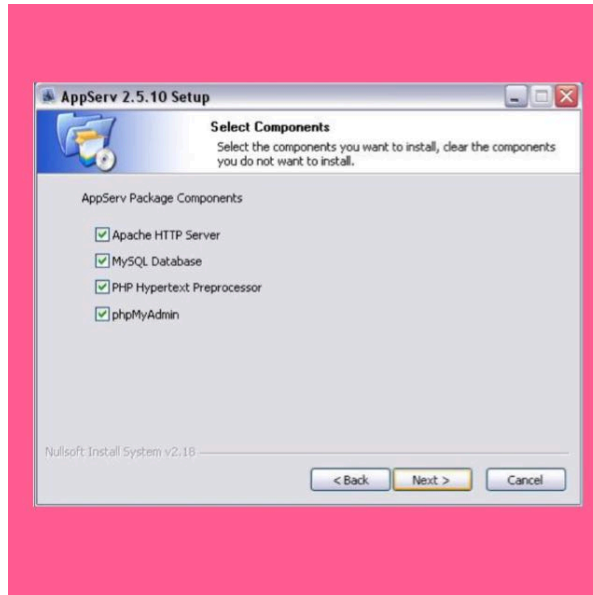 AppServ 2.5.10 Setup
Select Components
Select the components you want to install, clear the components
you do not want to install.
AppServ Package Components
Apache HTTP Server
MySQL Database
PHP Hypertext Preprocessor
phpMyAdmin
Nullsoft Install System v2.18
< Back Next > Cancel